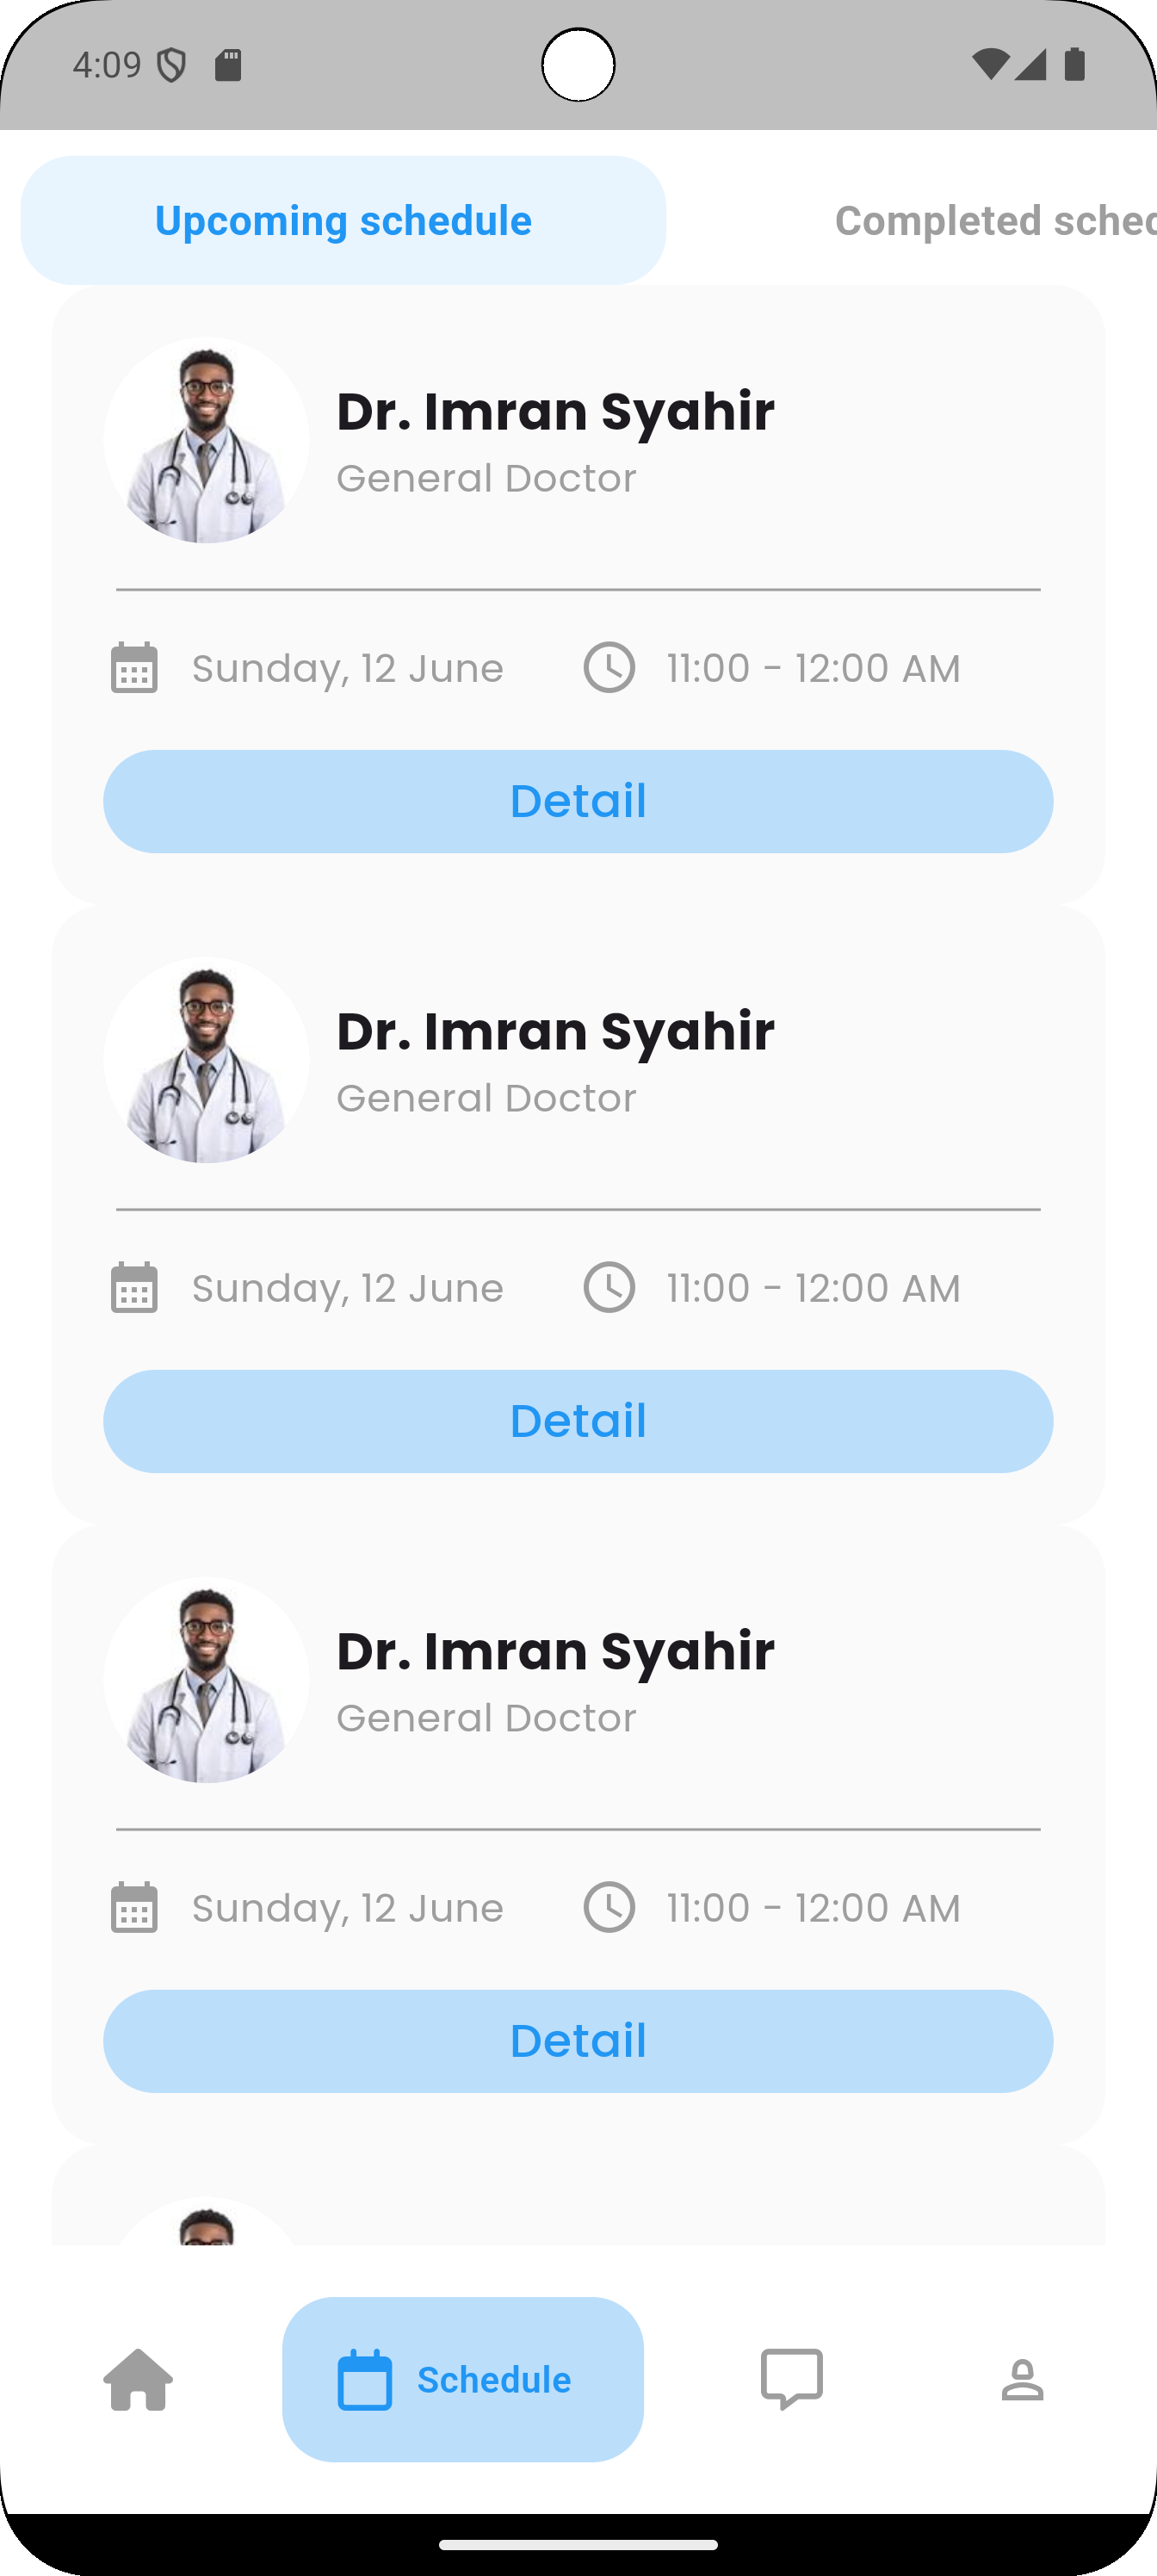 4:09
Upcoming schedule
Completed sched
Dr. Imran Syahir
General Doctor
Sunday, 12 June
11:00 - 12:00 AM
Detail
Dr. Imran Syahir
General Doctor
Sunday, 12 June
11:00 - 12:00 AM
Detail
Dr. Imran Syahir
General Doctor
Sunday, 12 June
11:00 - 12:00 AM
Detail
Schedule